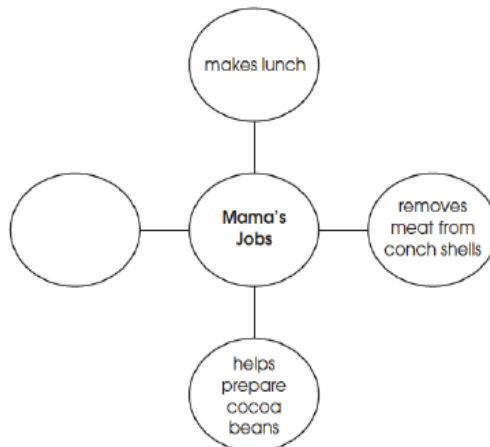 makes lunch
Mama's
Jobs
removes
meat from
conch shells
helps
prepare
cocoa
beans